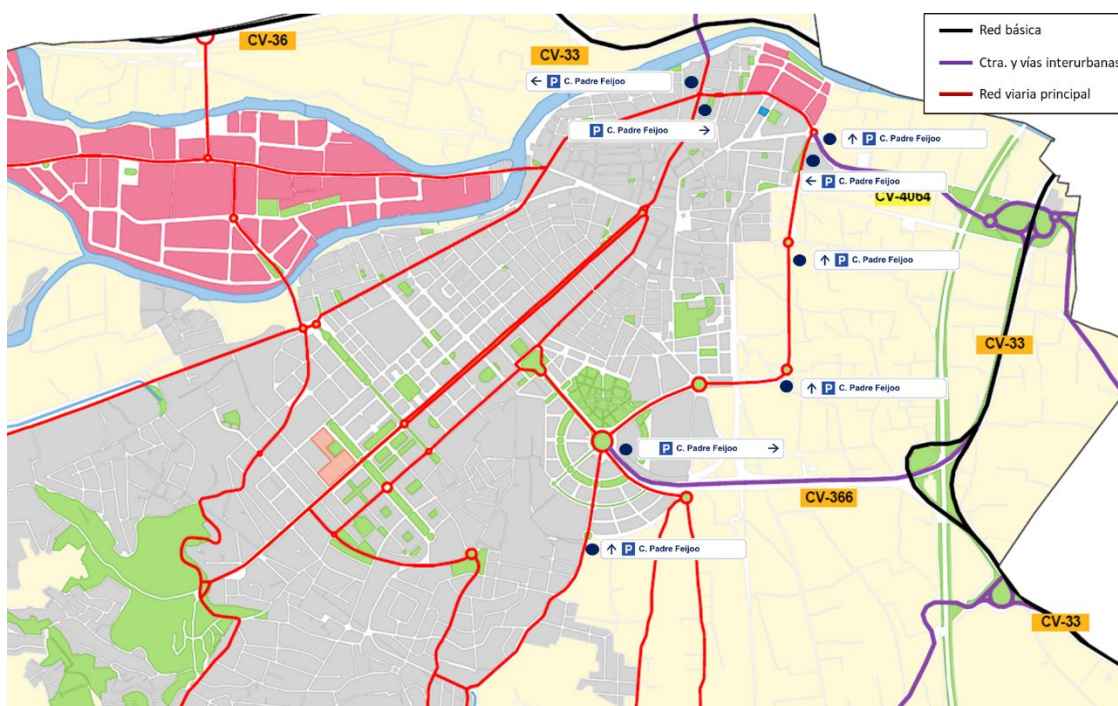 Red básica
Ctra. y vías interurbanas
Red viaria principal
CV-36
CV-33
← P C. Padre Feijoo
P C. Padre Feijoo →
↑ P C. Padre Feijoo
← P C. Padre Feijoo
CV-4064
↑ P C. Padre Feijoo
CV-33
↑ P C. Padre Feijoo
P C. Padre Feijoo →
CV-366
↑ P C. Padre Feijoo
CV-33